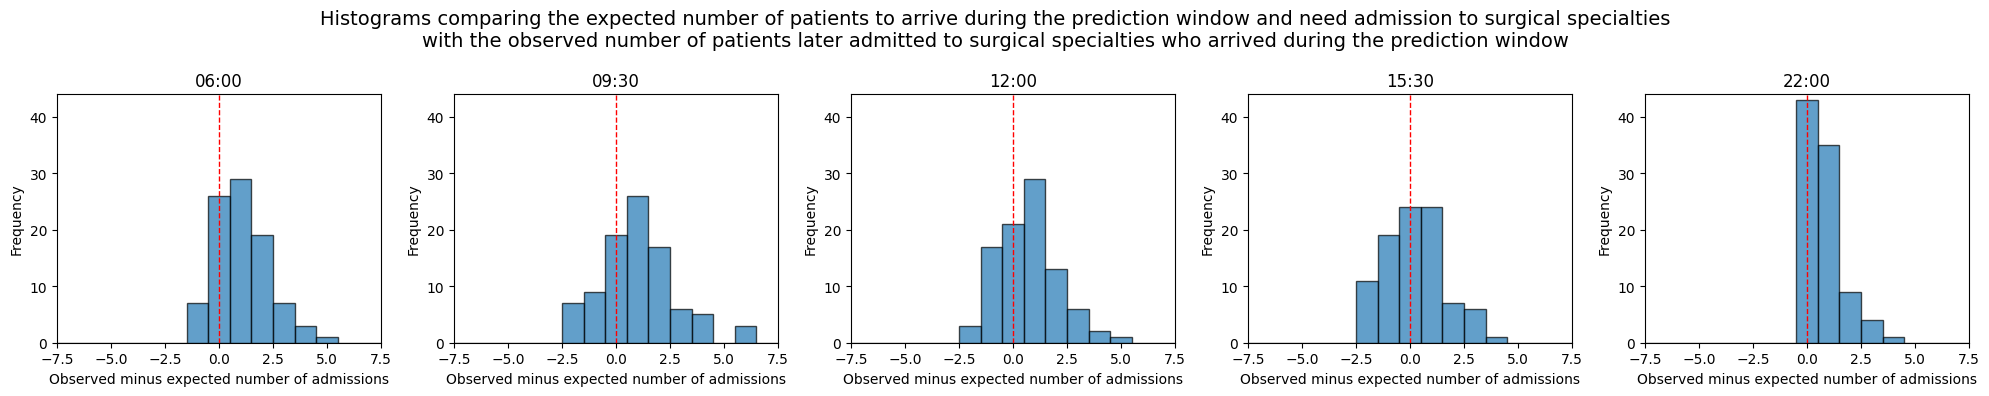 Histograms comparing the expected number of patients to arrive during the prediction window and need admission to surgical specialties
with the observed number of patients later admitted to surgical specialties who arrived during the prediction window
06:00
Frequency
40
30
20
10
0
−7.5 −5.0 −2.5 0.0 2.5 5.0 7.5
Observed minus expected number of admissions
09:30
Frequency
40
30
20
10
0
−7.5 −5.0 −2.5 0.0 2.5 5.0 7.5
Observed minus expected number of admissions
12:00
Frequency
40
30
20
10
0
−7.5 −5.0 −2.5 0.0 2.5 5.0 7.5
Observed minus expected number of admissions
15:30
Frequency
40
30
20
10
0
−7.5 −5.0 −2.5 0.0 2.5 5.0 7.5
Observed minus expected number of admissions
22:00
Frequency
40
30
20
10
0
−7.5 −5.0 −2.5 0.0 2.5 5.0 7.5
Observed minus expected number of admissions